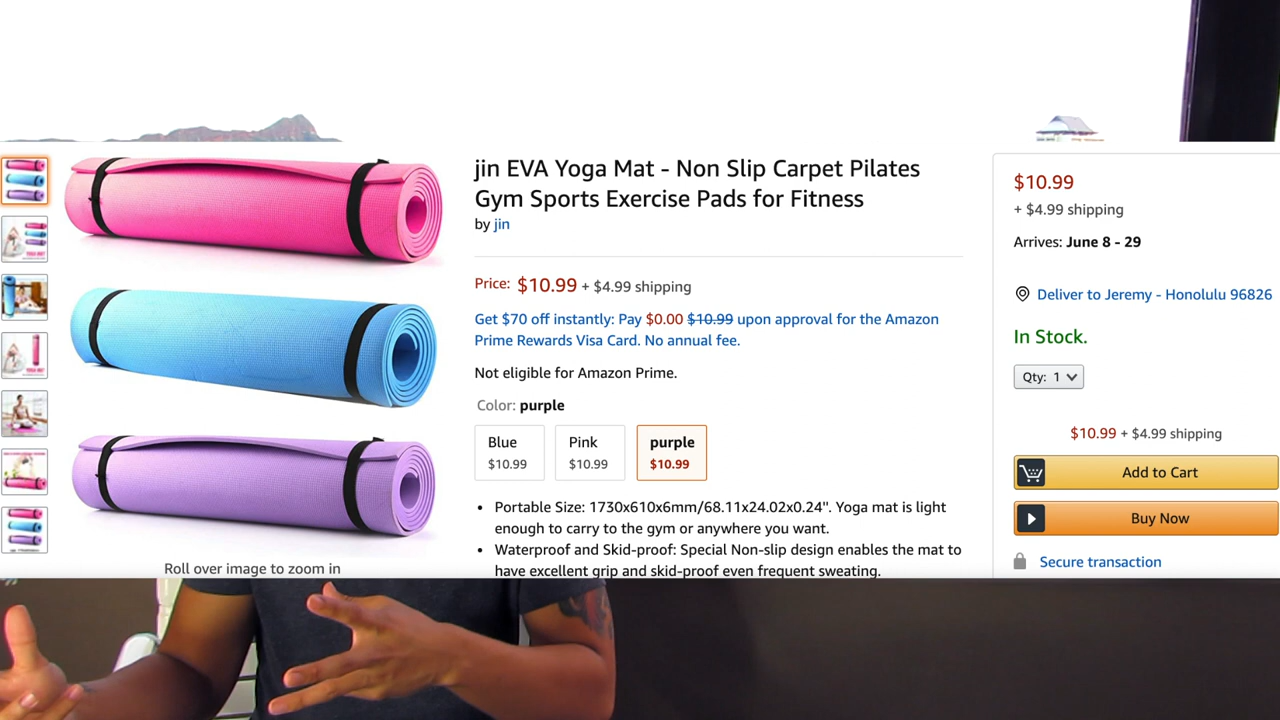 jin EVA Yoga Mat - Non Slip Carpet Pilates
Gym Sports Exercise Pads for Fitness
by jin
Price: $10.99 + $4.99 shipping
Get $70 off instantly: Pay $0.00 $10.99 upon approval for the Amazon
Prime Rewards Visa Card. No annual fee.
Not eligible for Amazon Prime.
Color: purple
Blue
$10.99
Pink
$10.99
purple
$10.99
• Portable Size: 1730x610x6mm/68.11x24.02x0.24". Yoga mat is light
enough to carry to the gym or anywhere you want.
• Waterproof and Skid-proof: Special Non-slip design enables the mat to
have excellent grip and skid-proof even frequent sweating.
Roll over image to zoom in
$10.99
+ $4.99 shipping
Arrives: June 8 - 29
Deliver to Jeremy - Honolulu 96826
In Stock.
Qty: 1
$10.99 + $4.99 shipping
Add to Cart
Buy Now
Secure transaction